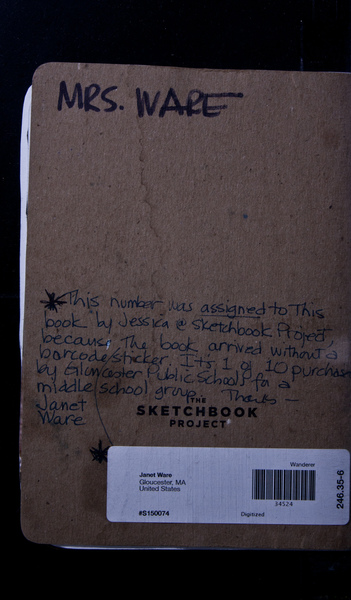 MRS. WARE
*This number was assigned to This
book by Jessica @ Sketchbook Project,
because The book arrived without a
barcode sticker. It's 1 of 10 purchase
by Gloucester Public Schools for a
middle school group. Thanks –
Janet
Ware
THE
SKETCHBOOK
PROJECT
*
Wanderer
Janet Ware
Gloucester, MA
United States
34524
#S150074
Digitized
246.35-6